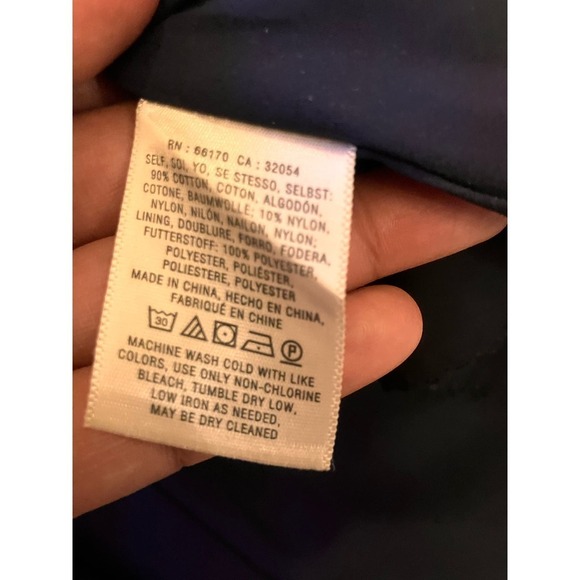 RN : 66170 CA : 32054
SELF, SOI, YO, SE STESSO, SELBST:
90% COTTON, COTON, ALGODÓN,
COTONE, BAUMWOLLE; 10% NYLON,
NYLON, NILÓN, NAILON, NYLON;
LINING, DOUBLURE, FORRO, FODERA,
FUTTERSTOFF: 100% POLYESTER,
POLYESTER, POLIÉSTER,
POLIESTERE, POLYESTER
MADE IN CHINA, HECHO EN CHINA,
FABRIQUÉ EN CHINE
30 P
MACHINE WASH COLD WITH LIKE
COLORS, USE ONLY NON-CHLORINE
BLEACH, TUMBLE DRY LOW,
LOW IRON AS NEEDED,
MAY BE DRY CLEANED